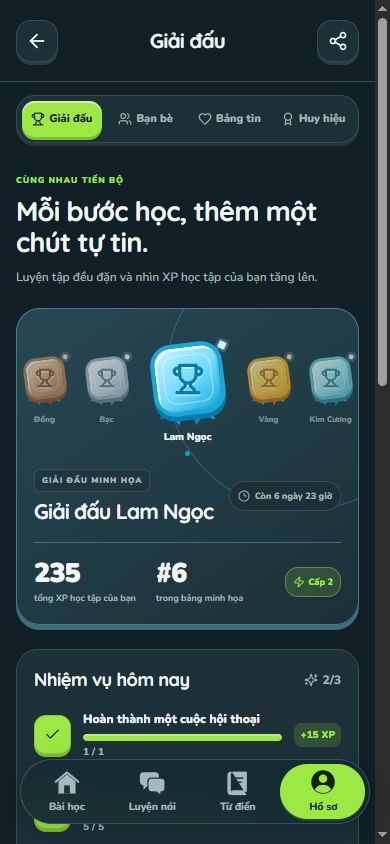 Giải đấu
Giải đấu
Bạn bè
Bảng tin
Huy hiệu
CÙNG NHAU TIẾN BỘ
Mỗi bước học, thêm một
chút tự tin.
Luyện tập đều đặn và nhìn XP học tập của bạn tăng lên.
Đồng
Bạc
Lam Ngọc
Vàng
Kim Cương
GIẢI ĐẤU MINH HỌA
Còn 6 ngày 23 giờ
Giải đấu Lam Ngọc
235
#6
tổng XP học tập của bạn
trong bảng minh họa
Cấp 2
Nhiệm vụ hôm nay
2/3
Hoàn thành một cuộc hội thoại
+15 XP
1 / 1
Bài học
Luyện nói
Từ điển
Hồ sơ
5 / 5